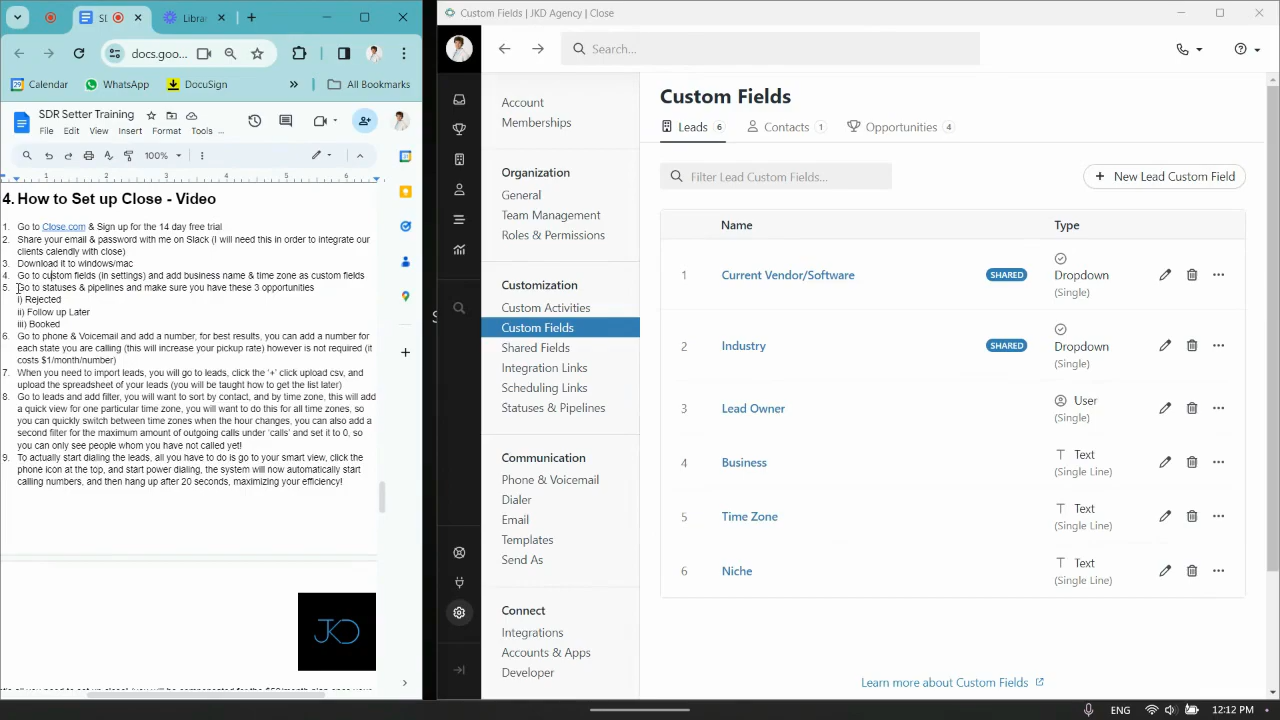 SI
Custom Fields | JKD Agency | Close
docs.goo...
Search...
Calendar
WhatsApp
DocuSign
All Bookmarks
SDR Setter Training
File Edit View Insert Format Tools ...
100%
1 2 3 4 5 6
4. How to Set up Close - Video
1. Go to Close.com & Sign up for the 14 day free trial
2. Share your email & password with me on Slack (I will need this in order to integrate our
clients calendly with close)
3. Download it to windows/mac
4. Go to custom fields (in settings) and add business name & time zone as custom fields
5. Go to statuses & pipelines and make sure you have these 3 opportunities
i) Rejected
ii) Follow up Later
iii) Booked
6. Go to phone & Voicemail and add a number, for best results, you can add a number for
each state you are calling (this will increase your pickup rate) however is not required (it
costs $1/month/number)
7. When you need to import leads, you will go to leads, click the '+' click upload csv, and
upload the spreadsheet of your leads (you will be taught how to get the list later)
8. Go to leads and add filter, you will want to sort by contact, and by time zone, this will add
a quick view for one particular time zone, you will want to do this for all time zones, so
you can quickly switch between time zones when the hour changes, you can also add a
second filter for the maximum amount of outgoing calls under 'calls' and set it to 0, so
you can only see people whom you have not called yet!
9. To actually start dialing the leads, all you have to do is go to your smart view, click the
phone icon at the top, and start power dialing, the system will now automatically start
calling numbers, and then hang up after 20 seconds, maximizing your efficiency!
JKD
Account
Memberships
Organization
General
Team Management
Roles & Permissions
Customization
Custom Activities
Custom Fields
Shared Fields
Integration Links
Scheduling Links
Statuses & Pipelines
Communication
Phone & Voicemail
Dialer
Email
Templates
Send As
Connect
Integrations
Accounts & Apps
Developer
Custom Fields
Leads 6
Contacts 1
Opportunities 4
Filter Lead Custom Fields...
+ New Lead Custom Field
Name Type
1 Current Vendor/Software SHARED Dropdown
(Single)
2 Industry SHARED Dropdown
(Single)
3 Lead Owner User
(Single)
4 Business Text
(Single Line)
5 Time Zone Text
(Single Line)
6 Niche Text
(Single Line)
Learn more about Custom Fields
ENG
12:12 PM